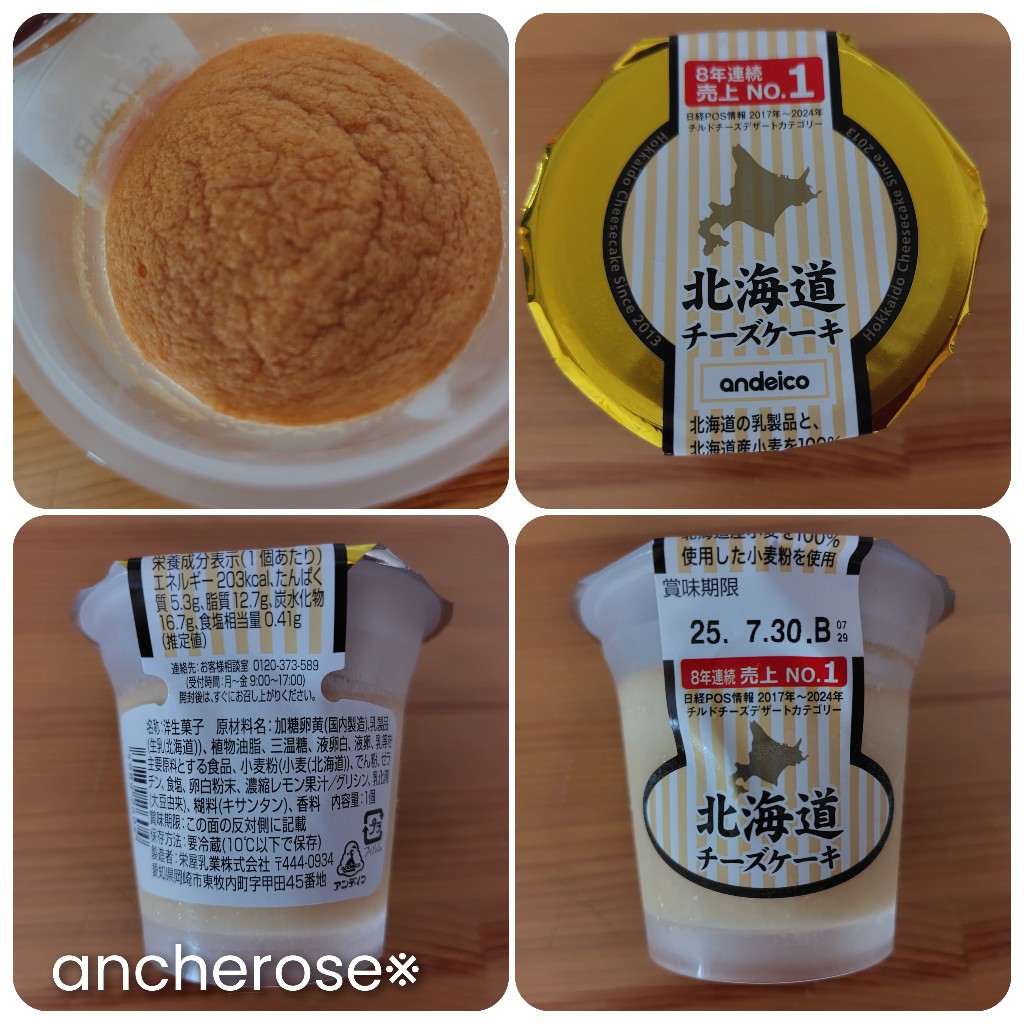 25.7.30.B
8年連続
売上 NO.1
日経POS情報 2017年〜2024年
チルドチーズデザートカテゴリー
Hokkaido Cheesecake Since 2013
Hokkaido Cheesecake Since 2013
北海道
チーズケーキ
andeico
北海道の乳製品と、
北海道産小麦を100%
栄養成分表示(1個あたり)
エネルギー203kcal、たんぱく
質 5.3g、脂質 12.7g、炭水化物
16.7g、食塩相当量 0.41g
(推定値)
連絡先:お客様相談室 0120-373-589
(受付時間:月〜金 9:00〜17:00)
開封後は、すぐにお召し上がりください。
名称:洋生菓子 原材料名:加糖卵黄(国内製造)、乳製品
(生乳(北海道))、植物油脂、三温糖、液卵白、液卵、乳等を
主要原料とする食品、小麦粉(小麦(北海道))、でん粉、ゼラ
チン、食塩、卵白粉末、濃縮レモン果汁/グリシン、乳化剤
(大豆由来)、糊料(キサンタン)、香料 内容量:1個
賞味期限:この面の反対側に記載
保存方法:要冷蔵(10℃以下で保存)
製造者:栄屋乳業株式会社 〒444-0934
愛知県岡崎市東牧内町字甲田45番地
プラ
フィルム
アンデイコ
北海道産小麦を100%
使用した小麦粉を使用
賞味期限
25. 7.30.B 07
29
8年連続 売上 NO.1
日経POS情報 2017年〜2024年
チルドチーズデザートカテゴリー
北海道
チーズケーキ
ancherose※